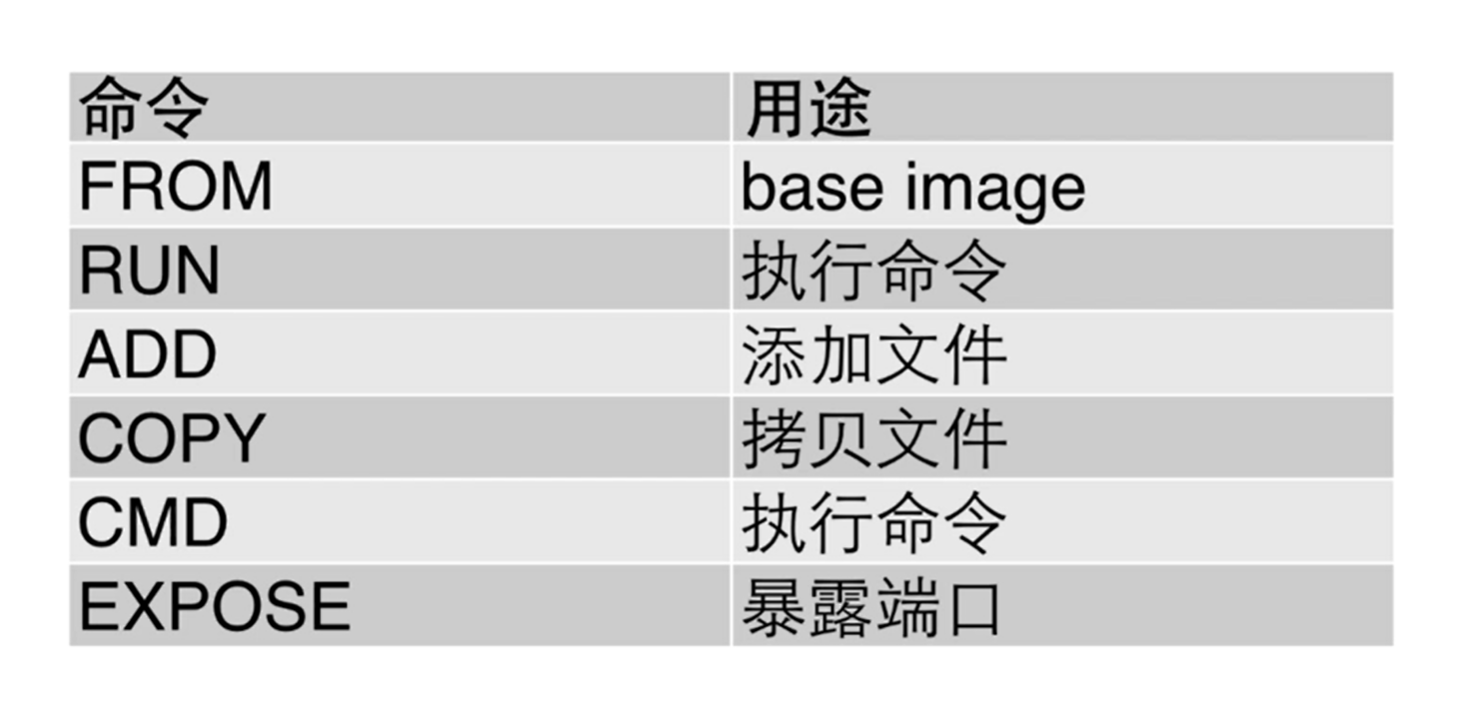 命令 用途
FROM base image
RUN 执行命令
ADD 添加文件
COPY 拷贝文件
CMD 执行命令
EXPOSE 暴露端口